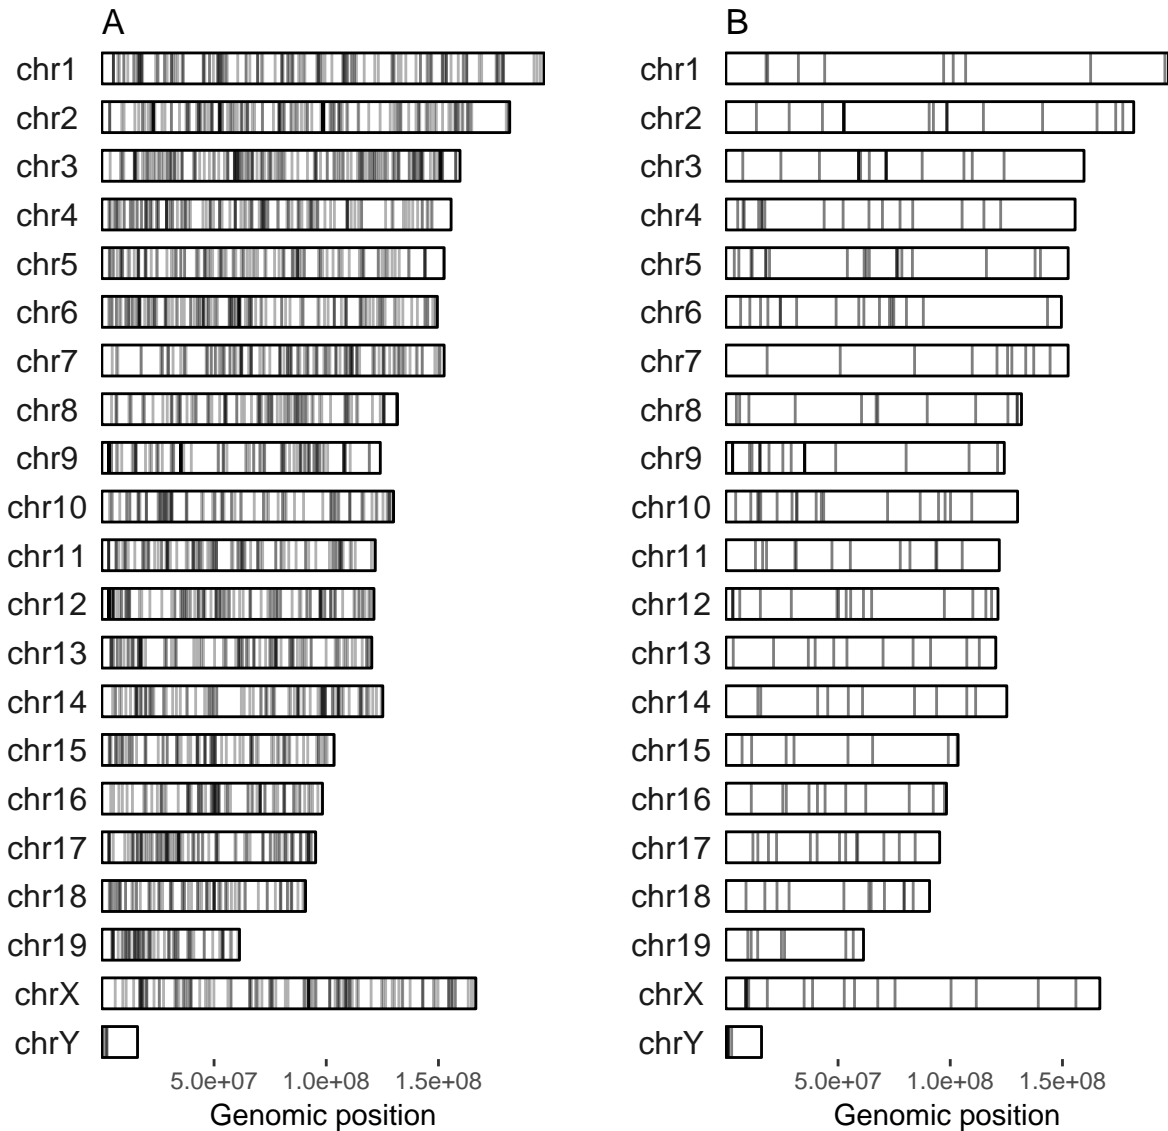 A
chr1
chr2
chr3
chr4
chr5
chr6
chr7
chr8
chr9
chr10
chr11
chr12
chr13
chr14
chr15
chr16
chr17
chr18
chr19
chrX
chrY
5.0e+07 1.0e+08 1.5e+08
Genomic position
B
chr1
chr2
chr3
chr4
chr5
chr6
chr7
chr8
chr9
chr10
chr11
chr12
chr13
chr14
chr15
chr16
chr17
chr18
chr19
chrX
chrY
5.0e+07 1.0e+08 1.5e+08
Genomic position